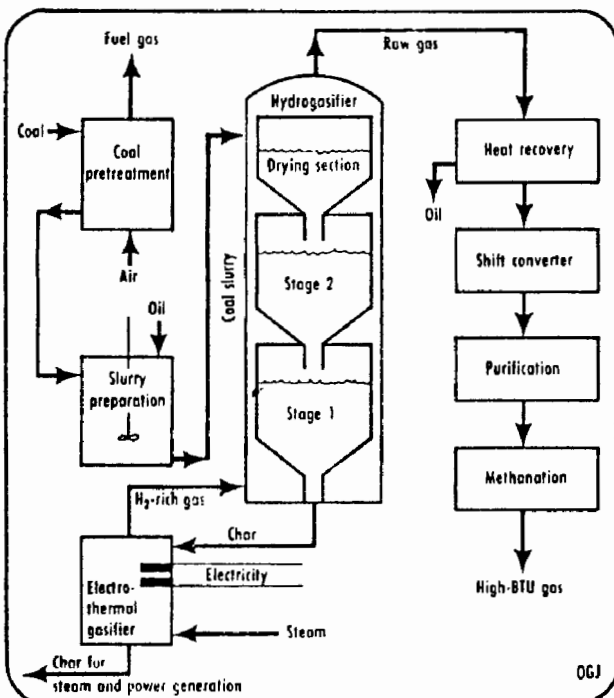 Fuel gas
Raw gas
Coal
Coal
pretreatment
Air
Oil
Slurry
preparation
Coal slurry
Hydrogasifier
Drying section
Stage 2
Stage 1
H₂-rich gas
Char
Electro-
thermal
gasifier
Electricity
Steam
Char for
steam and power generation
Heat recovery
Oil
Shift converter
Purification
Methanation
High-BTU gas
OGJ